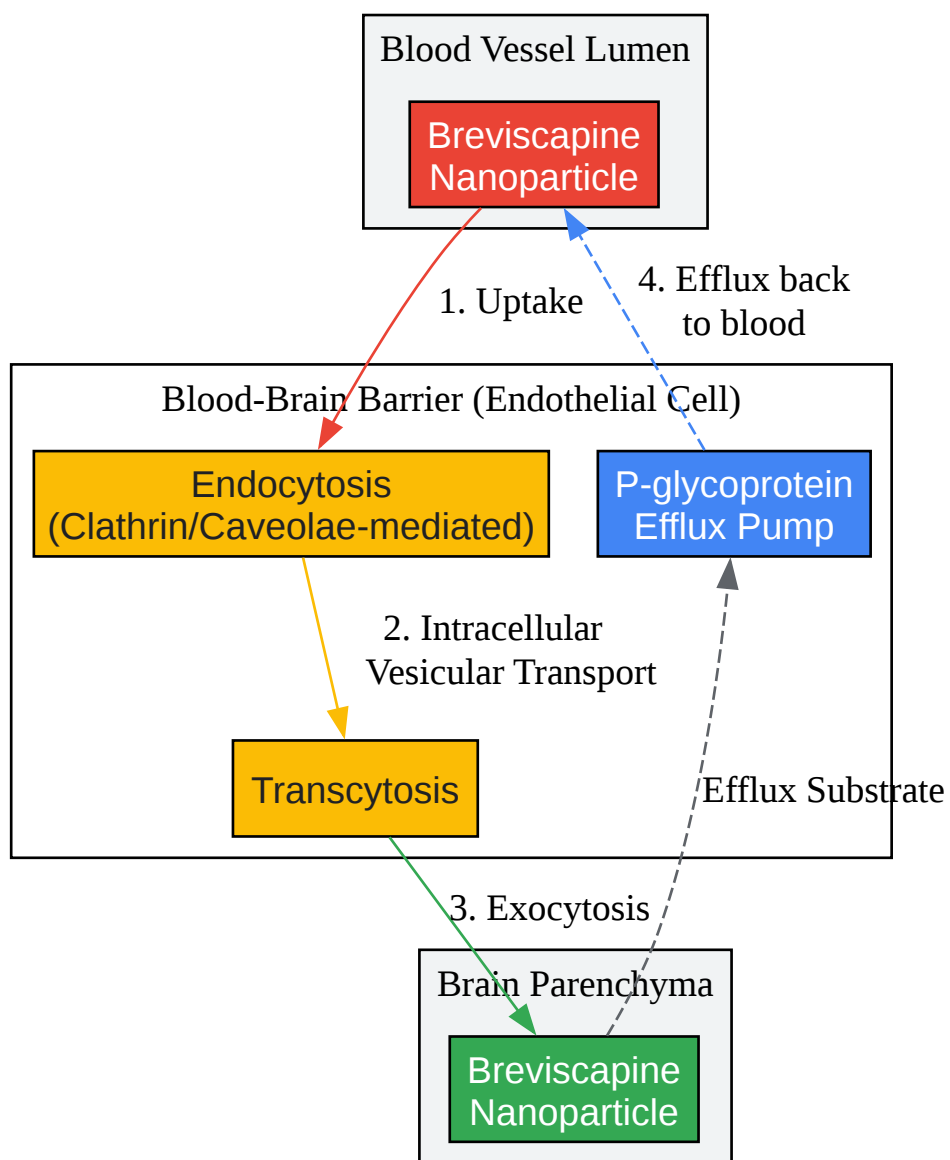 Blood Vessel Lumen
Breviscapine
Nanoparticle
1. Uptake
4. Efflux back
to blood
Blood-Brain Barrier (Endothelial Cell)
Endocytosis
(Clathrin/Caveolae-mediated)
P-glycoprotein
Efflux Pump
2. Intracellular
Vesicular Transport
Transcytosis
Efflux Substrate
3. Exocytosis
Brain Parenchyma
Breviscapine
Nanoparticle